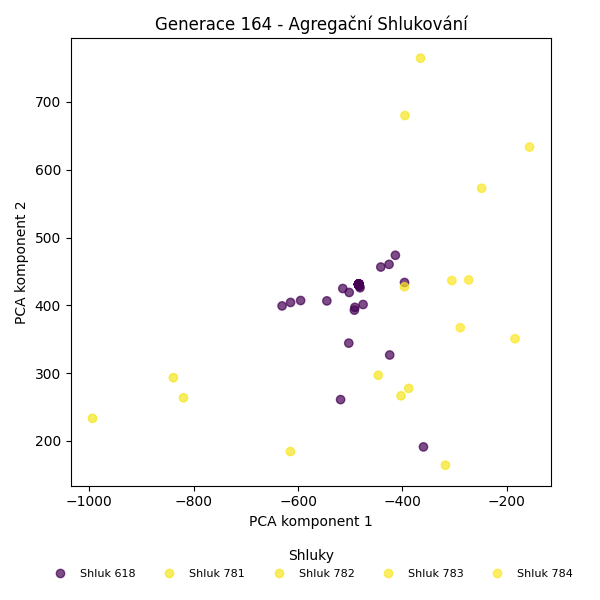 Generace 164 - Agregační Shlukování
PCA komponent 2
700
600
500
400
300
200
−1000
−800
−600
−400
−200
PCA komponent 1
Shluky
Shluk 618
Shluk 781
Shluk 782
Shluk 783
Shluk 784